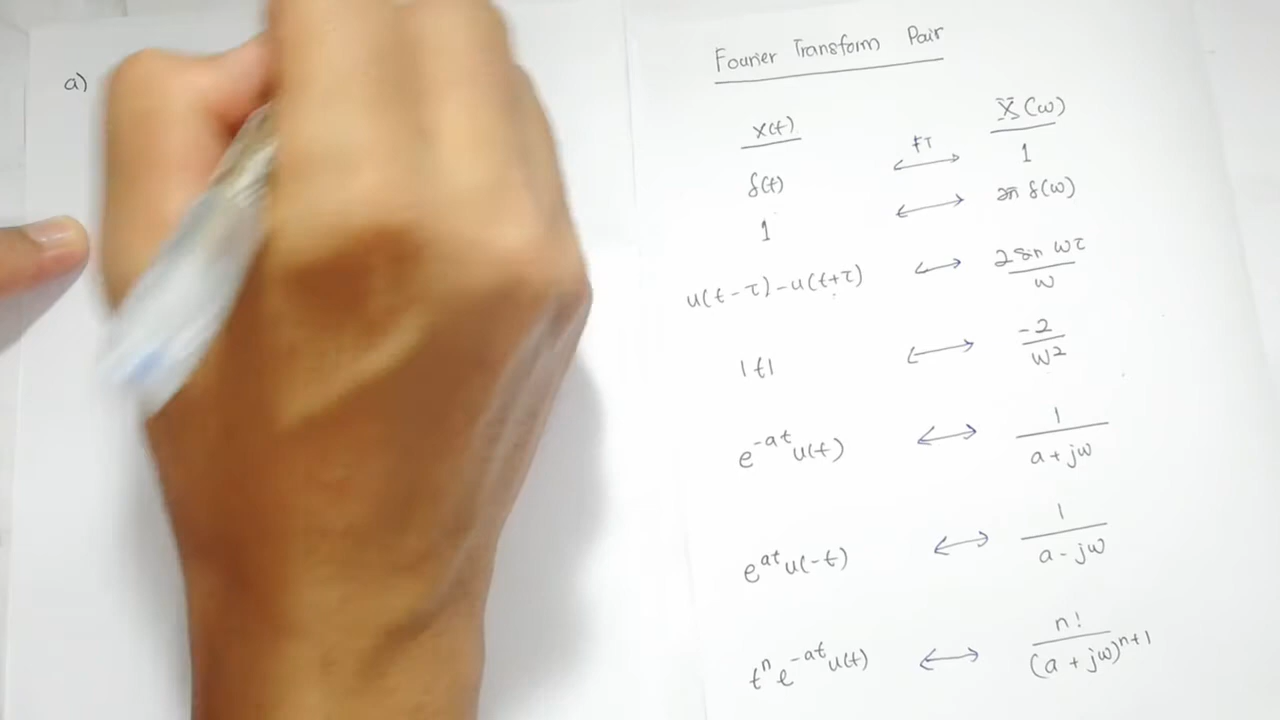 a)
Fourier Transform Pair
x(t) X(ω)
δ(t) FT 1
1 2π δ(ω)
u(t-τ)-u(t+τ) 2 sin ωτ / ω
|t| -2 / ω²
e^{-at}u(t) 1 / a+jω
e^{at}u(-t) 1 / a-jω
t^n e^{-at}u(t) n! / (a+jω)^{n+1}